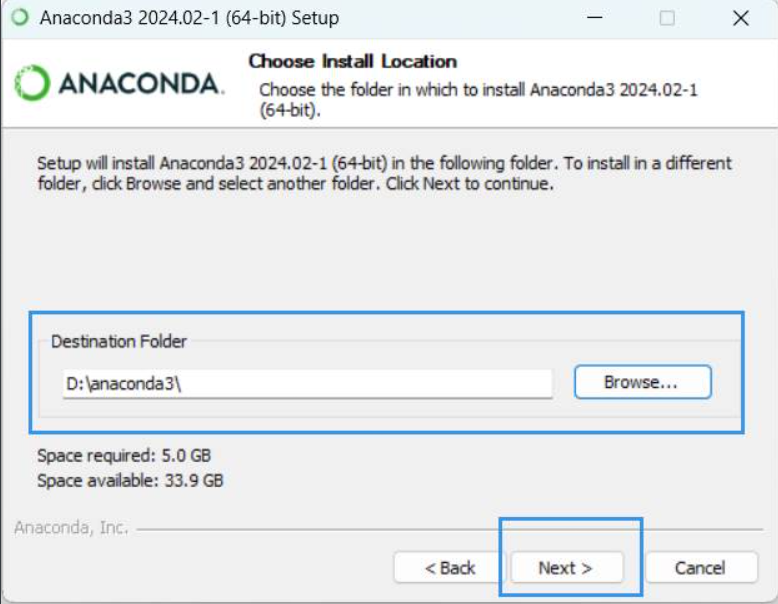 Anaconda3 2024.02-1 (64-bit) Setup
ANACONDA.
Choose Install Location
Choose the folder in which to install Anaconda3 2024.02-1
(64-bit).
Setup will install Anaconda3 2024.02-1 (64-bit) in the following folder. To install in a different
folder, click Browse and select another folder. Click Next to continue.
Destination Folder
D:\anaconda3\
Browse...
Space required: 5.0 GB
Space available: 33.9 GB
Anaconda, Inc.
< Back
Next >
Cancel